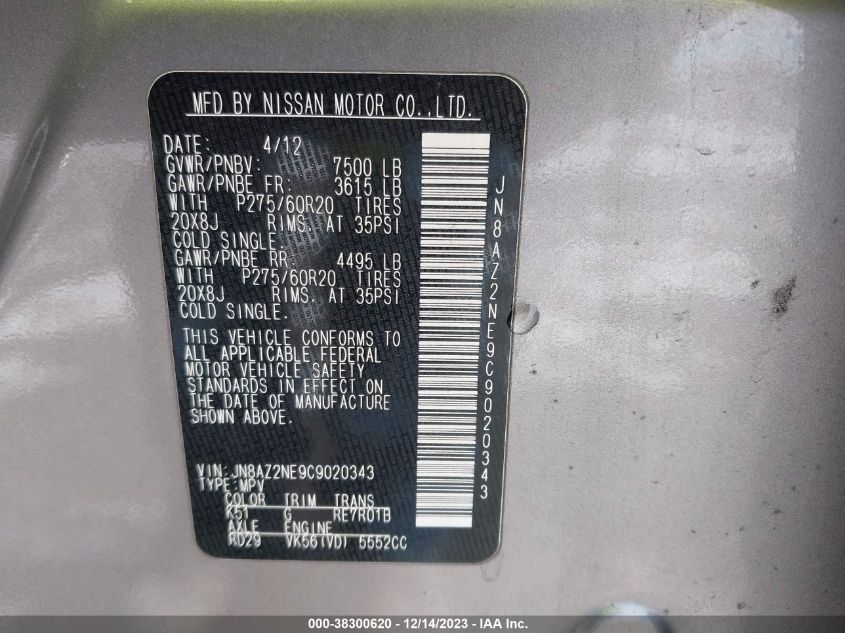 MFD BY NISSAN MOTOR CO.,LTD.
DATE: 4/12
GVWR/PNBV: 7500 LB
GAWR/PNBE FR: 3615 LB
WITH P275/60R20 TIRES
20X8J RIMS. AT 35PSI
COLD SINGLE.
GAWR/PNBE RR: 4495 LB
WITH P275/60R20 TIRES
20X8J RIMS. AT 35PSI
COLD SINGLE.
THIS VEHICLE CONFORMS TO
ALL APPLICABLE FEDERAL
MOTOR VEHICLE SAFETY
STANDARDS IN EFFECT ON
THE DATE OF MANUFACTURE
SHOWN ABOVE.
VIN:JN8AZ2NE9C9020343
TYPE:MPV
COLOR TRIM TRANS
K51 G RE7R01B
AXLE ENGINE
RD29 VK56(VD) 5552CC
JN8AZ2NE9C9020343
000-38300620 - 12/14/2023 - IAA Inc.